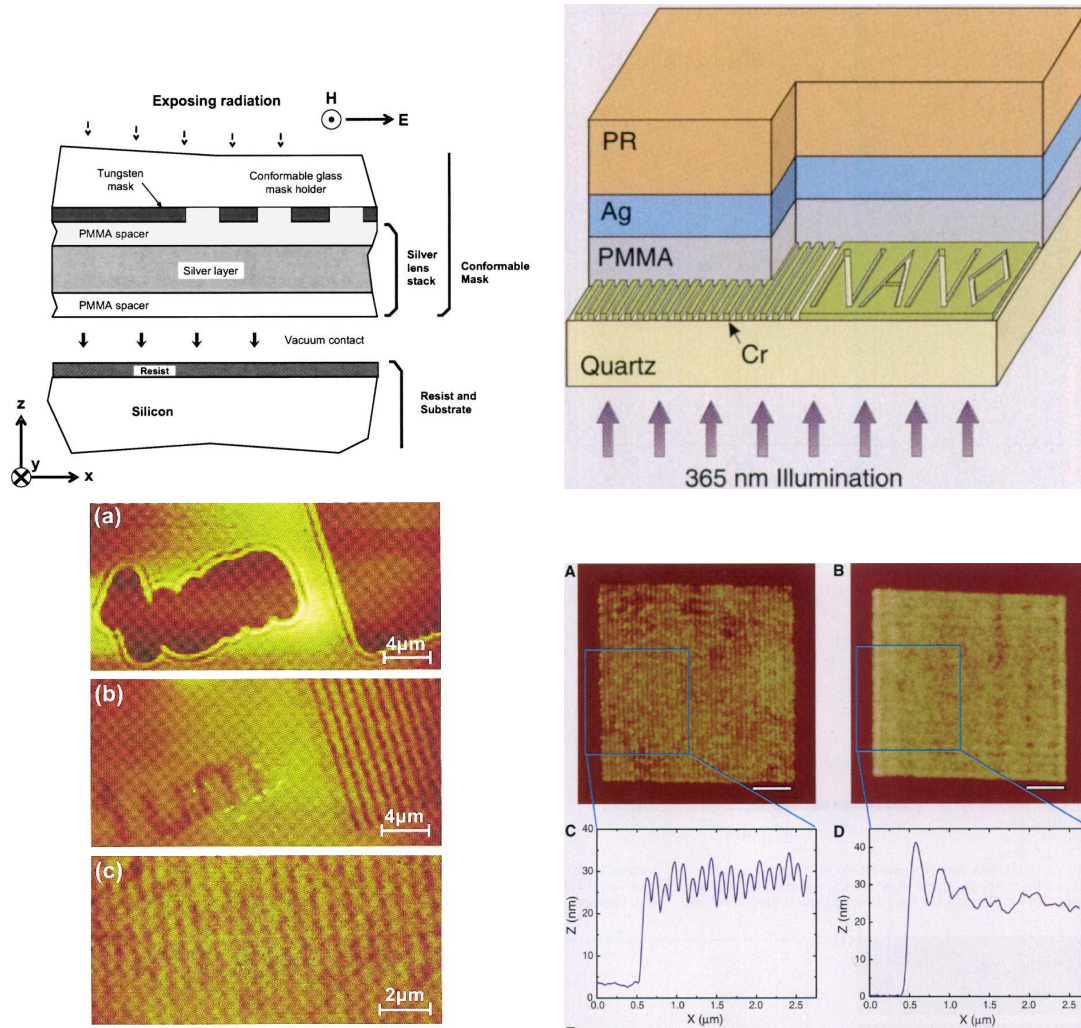 Exposing radiation
H
E
Tungsten
mask
Conformable glass
mask holder
PMMA spacer
Silver layer
PMMA spacer
Silver
lens
stack
Conformable
Mask
Vacuum contact
Resist
Silicon
Resist and
Substrate
z
y
x
PR
Ag
PMMA
NANO
Cr
Quartz
365 nm Illumination
(a)
4μm
(b)
4μm
(c)
2μm
A
B
C
40
30
20
10
0
Z (nm)
0.0 0.5 1.0 1.5 2.0 2.5
X (μm)
D
40
30
20
10
0
Z (nm)
0.0 0.5 1.0 1.5 2.0 2.5
X (μm)